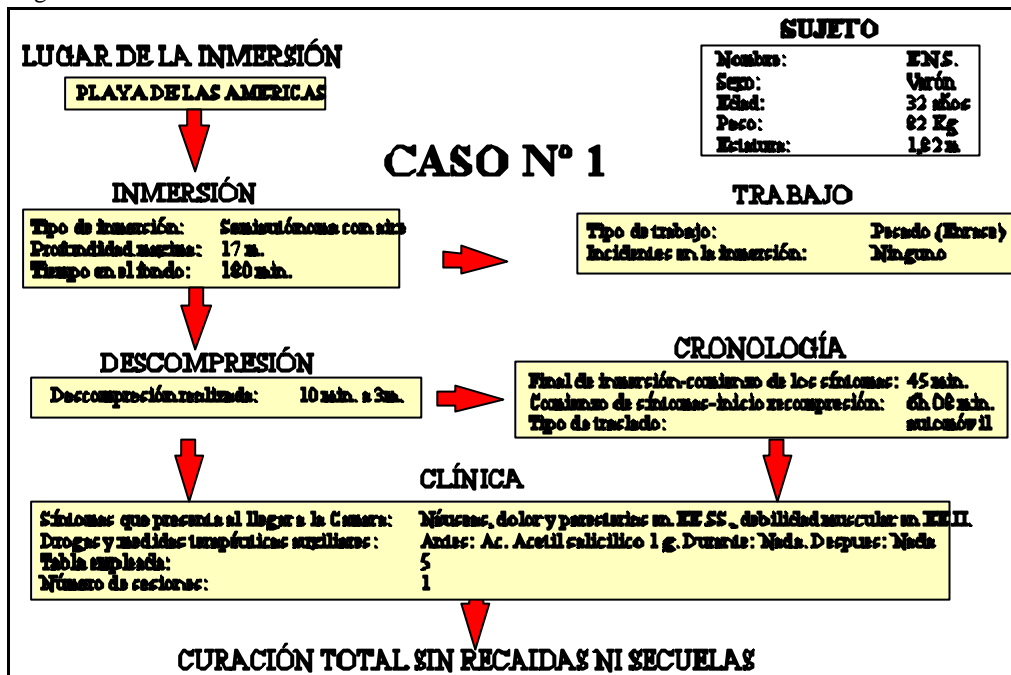 SUJETO
Nombre: E.N.S.
Sexo: Varón
Edad: 32 años
Peso: 82 Kg
Estatura: 1,82 m
LUGAR DE LA INMERSIÓN
PLAYA DE LAS AMERICAS
CASO Nº 1
INMERSIÓN
Tipo de inmersión: Semiautónoma con aire
Profundidad maxima: 17 m.
Tiempo en el fondo: 180 min.
TRABAJO
Tipo de trabajo: Pesado (Enrase)
Incidentes en la inmersión: Ninguno
DESCOMPRESIÓN
Descompresión realizada: 10 min. a 3m.
CRONOLOGÍA
Final de inmersión-comienzo de los síntomas: 45 min.
Comienzo de síntomas-inicio recompresión: 6h 08 min.
Tipo de traslado: automóvil
CLÍNICA
Síntomas que presenta al llegar a la Camara: Náuseas, dolor y parestesias en EE.SS., debilidad muscular en EE.II.
Drogas y medidas terapéuticas auxiliares: Antes: Ac. Acetil salicilico 1 g. Durante: Nada. Despues: Nada
Tabla empleada: 5
Número de sesiones: 1
CURACIÓN TOTAL SIN RECAIDAS NI SECUELAS